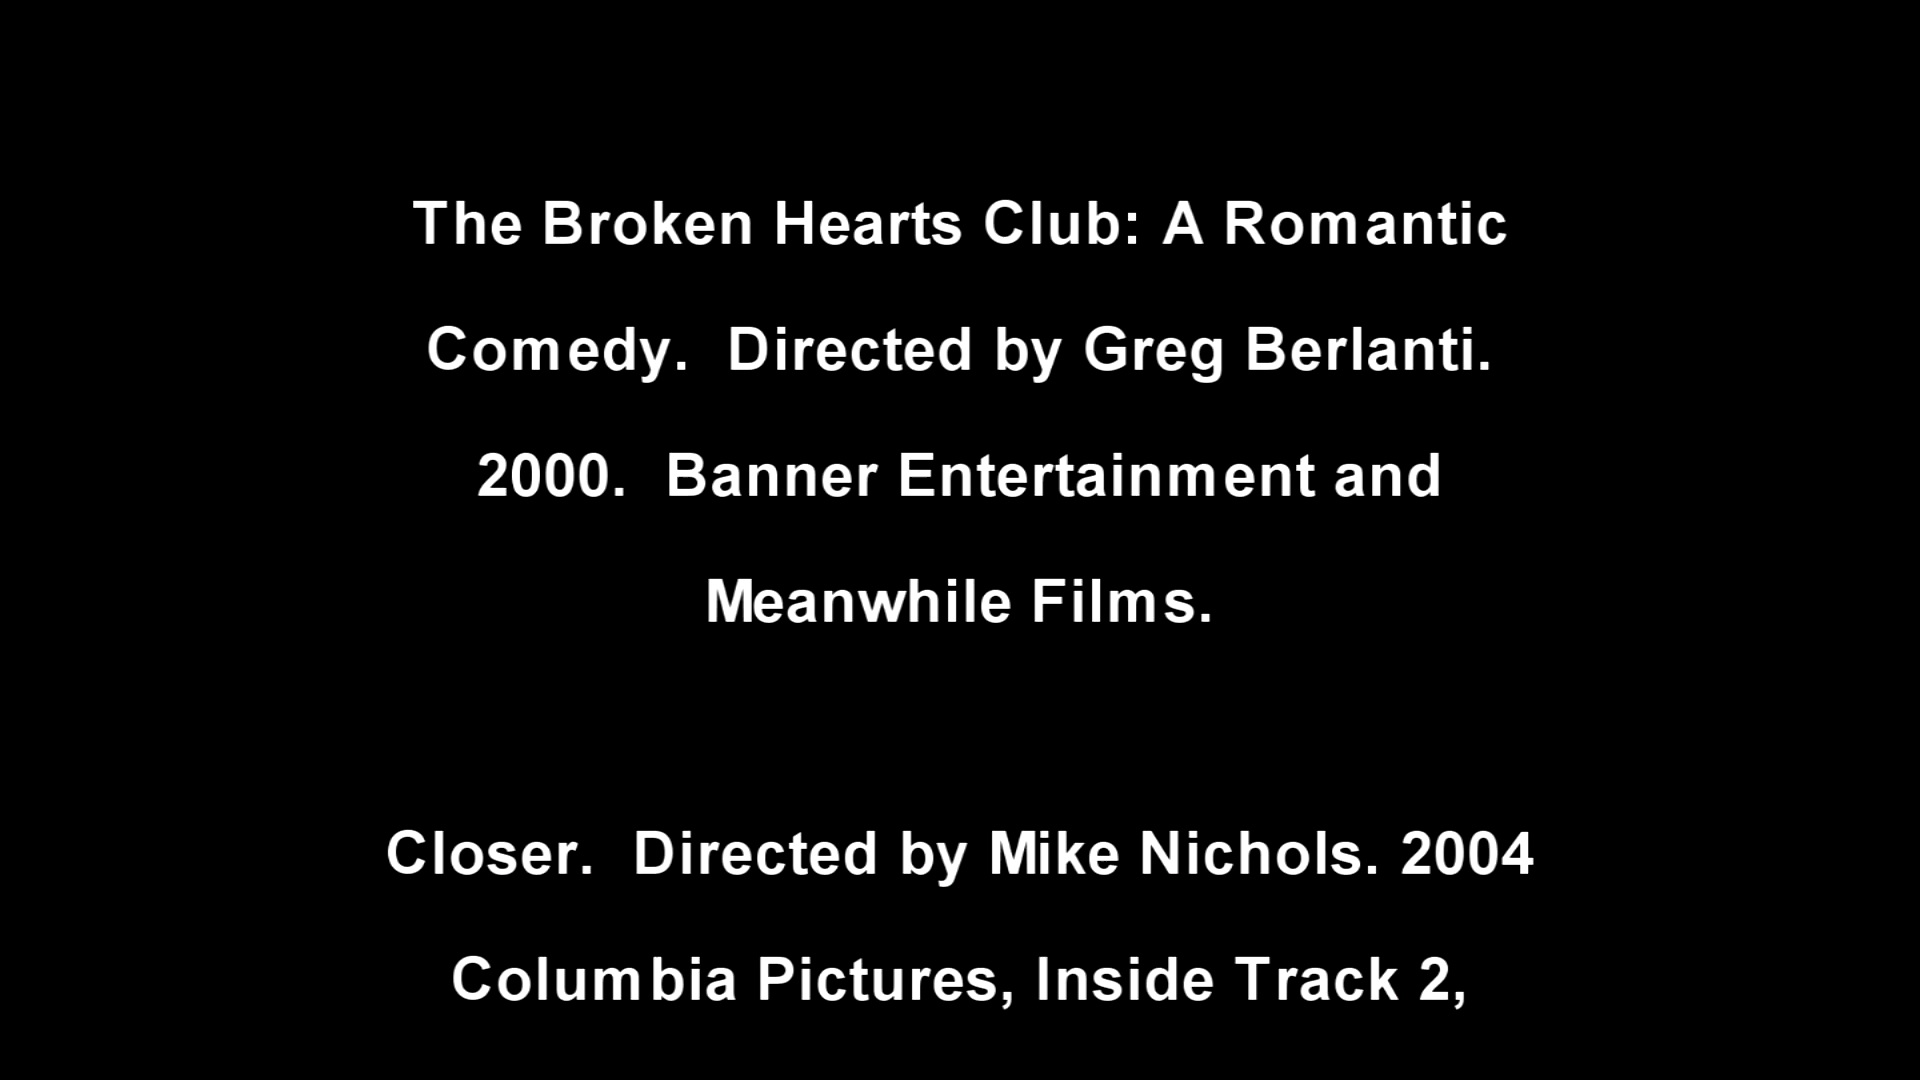 The Broken Hearts Club: A Romantic
Comedy.  Directed by Greg Berlanti.
2000.  Banner Entertainment and
Meanwhile Films.
Closer.  Directed by Mike Nichols. 2004
Columbia Pictures, Inside Track 2,